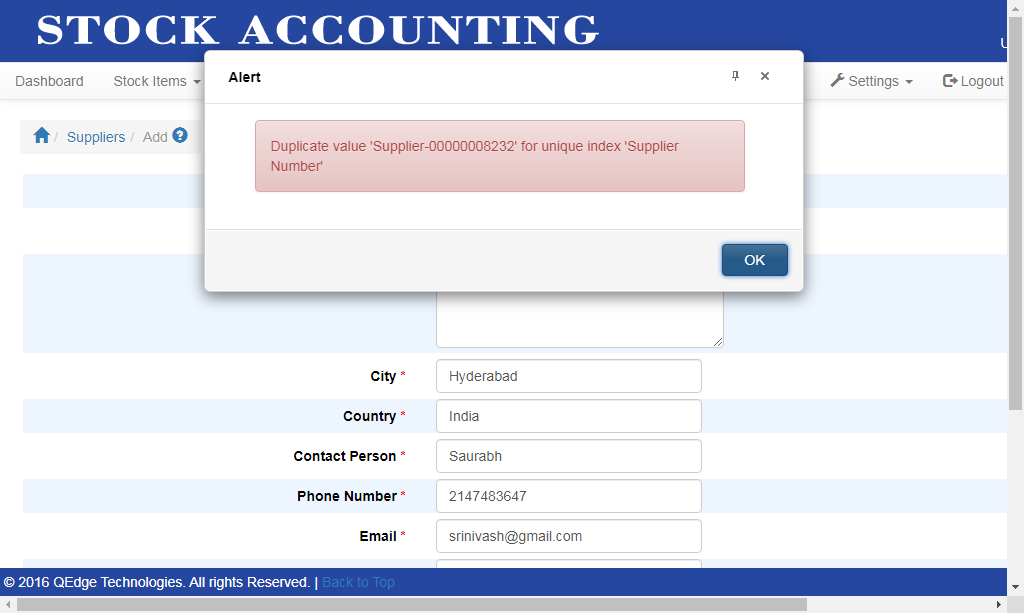 STOCK ACCOUNTING
U
Dashboard Stock Items Settings Logout
Alert
/ Suppliers / Add
Duplicate value 'Supplier-00000008232' for unique index 'Supplier
Number'
OK
City * Hyderabad
Country * India
Contact Person * Saurabh
Phone Number * 2147483647
Email * srinivash@gmail.com
© 2016 QEdge Technologies. All rights Reserved. | Back to Top